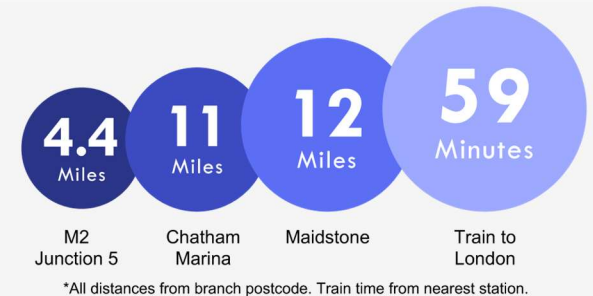 4.4
Miles
11
Miles
12
Miles
59
Minutes
M2
Junction 5
Chatham
Marina
Maidstone
Train to
London
*All distances from branch postcode. Train time from nearest station.